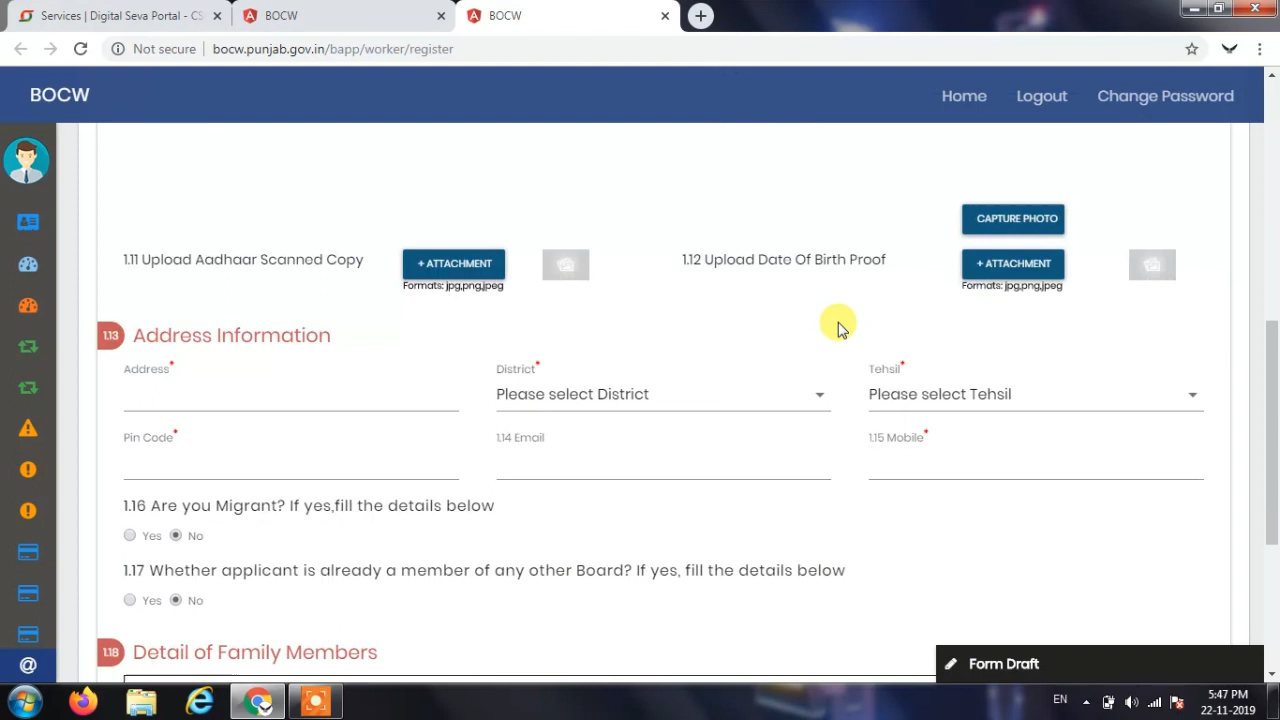 Services | Digital Seva Portal - CS
BOCW
BOCW
Not secure
bocw.punjab.gov.in/bapp/worker/register
BOCW
Home
Logout
Change Password
CAPTURE PHOTO
1.11 Upload Aadhaar Scanned Copy
+ ATTACHMENT
Formats: jpg,png,jpeg
1.12 Upload Date Of Birth Proof
+ ATTACHMENT
Formats: jpg,png,jpeg
1.13 Address Information
Address*
District*
Tehsil*
Please select District
Please select Tehsil
Pin Code*
1.14 Email
1.15 Mobile*
1.16 Are you Migrant? If yes,fill the details below
Yes No
1.17 Whether applicant is already a member of any other Board? If yes, fill the details below
Yes No
1.18 Detail of Family Members
Form Draft
@
EN
5:47 PM
22-11-2019